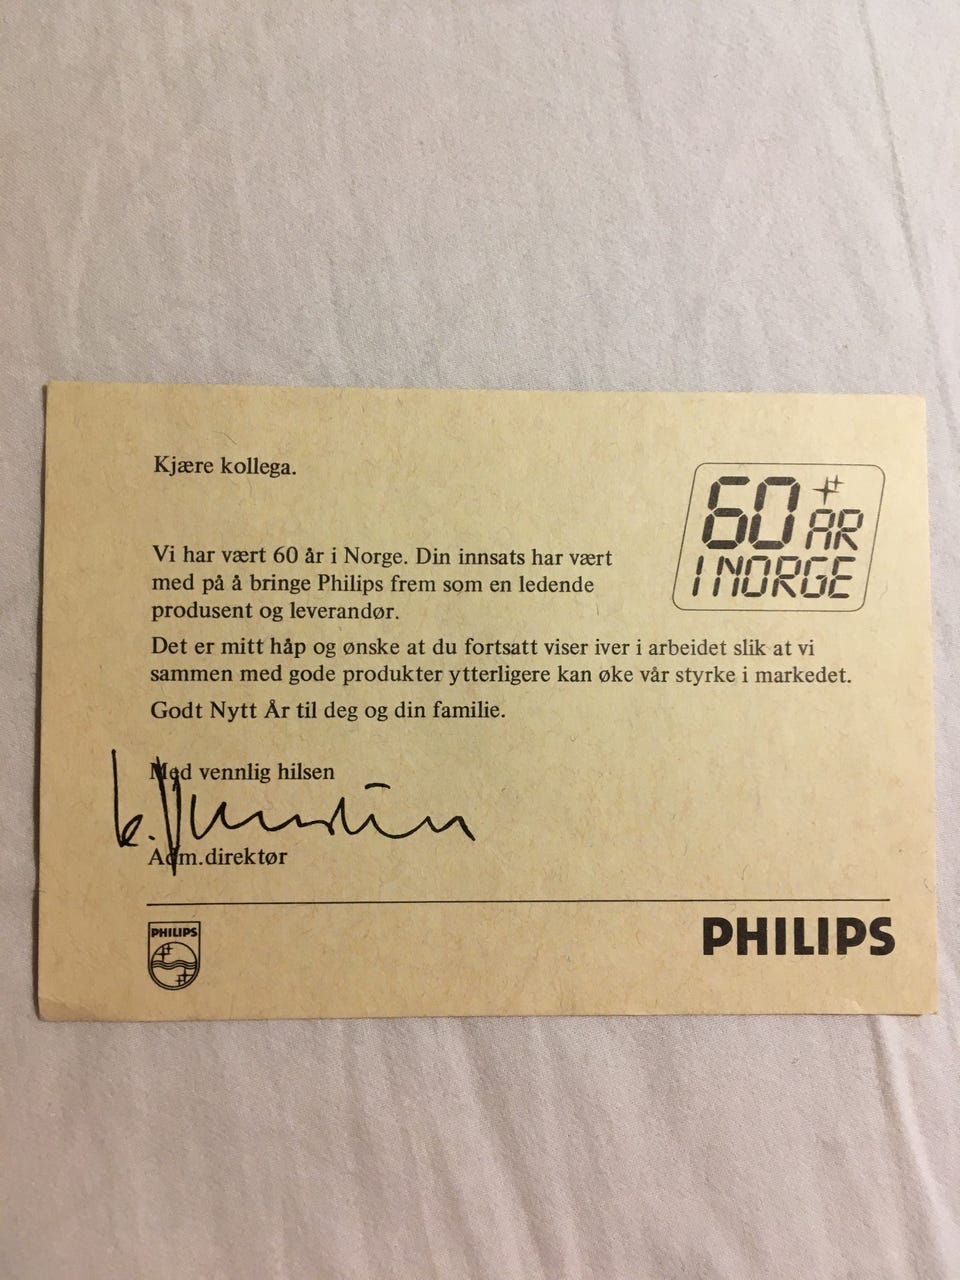 Kjære kollega.
60 ÅR
I NORGE
Vi har vært 60 år i Norge. Din innsats har vært
med på å bringe Philips frem som en ledende
produsent og leverandør.
Det er mitt håp og ønske at du fortsatt viser iver i arbeidet slik at vi
sammen med gode produkter ytterligere kan øke vår styrke i markedet.
Godt Nytt År til deg og din familie.
Med vennlig hilsen
Adm.direktør
PHILIPS
PHILIPS